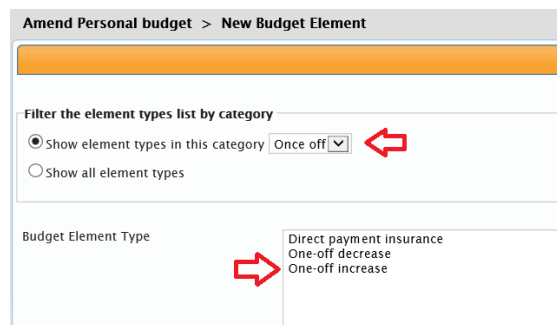 Amend Personal budget > New Budget Element
Filter the element types list by category
Show element types in this category Once off
Show all element types
Budget Element Type
Direct payment insurance
One-off decrease
One-off increase